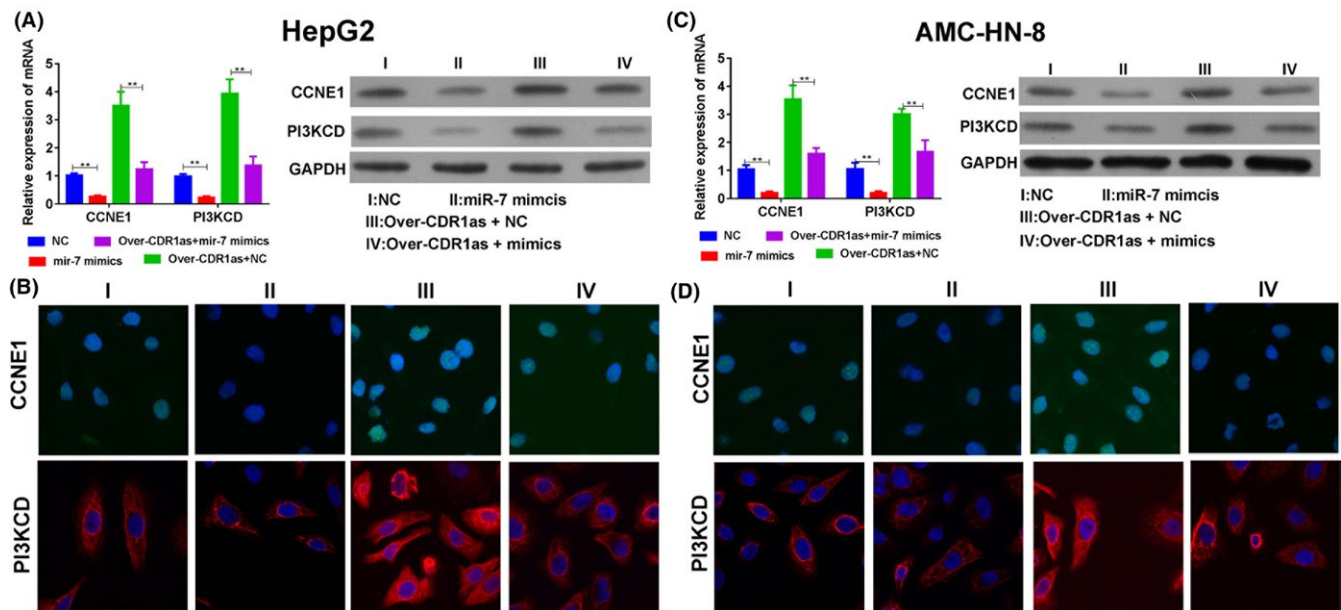 (A)
HepG2
Relative expression of mRNA
5
4
3
2
1
0
**
**
**
**
CCNE1
PI3KCD
NC
Over-CDR1as+mir-7 mimics
mir-7 mimics
Over-CDR1as+NC
I
II
III
IV
CCNE1
PI3KCD
GAPDH
I:NC
II:miR-7 mimcis
III:Over-CDR1as + NC
IV:Over-CDR1as + mimics
(C)
AMC-HN-8
Relative expression of mRNA
5
4
3
2
1
0
**
**
**
**
CCNE1
PI3KCD
NC
Over-CDR1as+mir-7 mimics
mir-7 mimics
Over-CDR1as+NC
I
II
III
IV
CCNE1
PI3KCD
GAPDH
I:NC
II:miR-7 mimcis
III:Over-CDR1as + NC
IV:Over-CDR1as + mimics
(B)
I
II
III
IV
CCNE1
PI3KCD
(D)
I
II
III
IV
CCNE1
PI3KCD